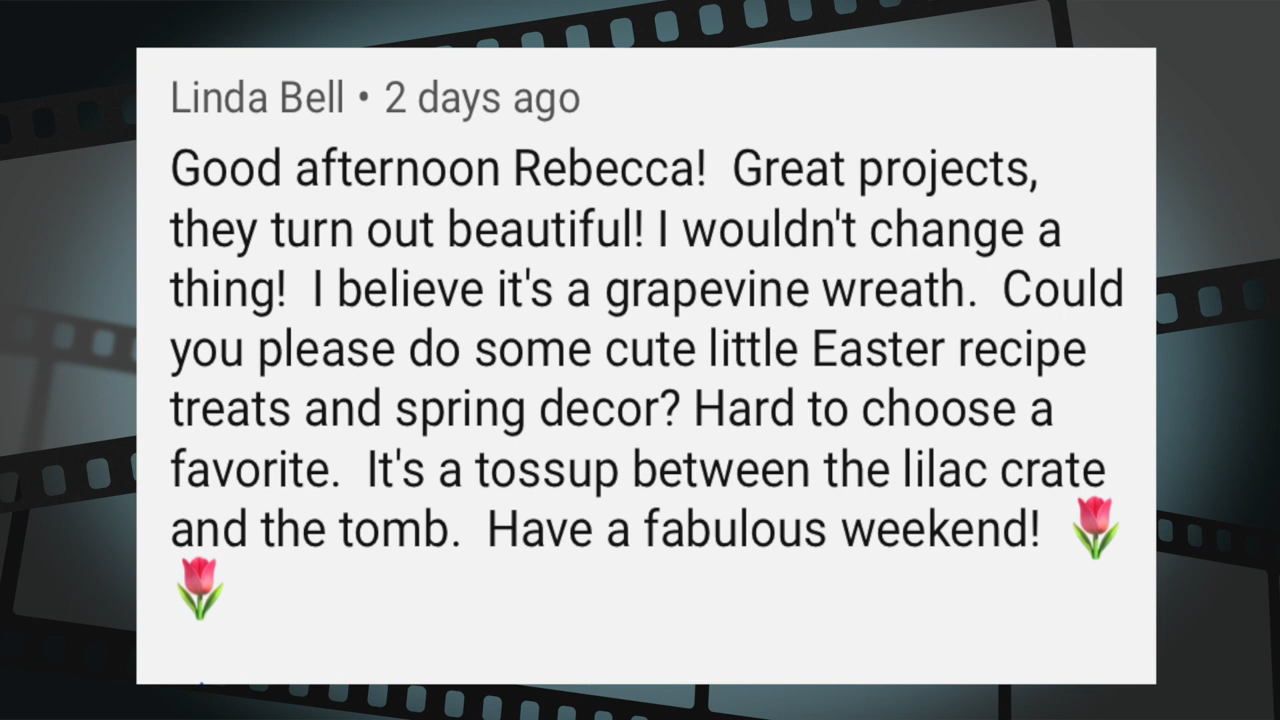 Linda Bell • 2 days ago
Good afternoon Rebecca!  Great projects,
they turn out beautiful! I wouldn't change a
thing!  I believe it's a grapevine wreath.  Could
you please do some cute little Easter recipe
treats and spring decor? Hard to choose a
favorite.  It's a tossup between the lilac crate
and the tomb.  Have a fabulous weekend!  🌷
🌷